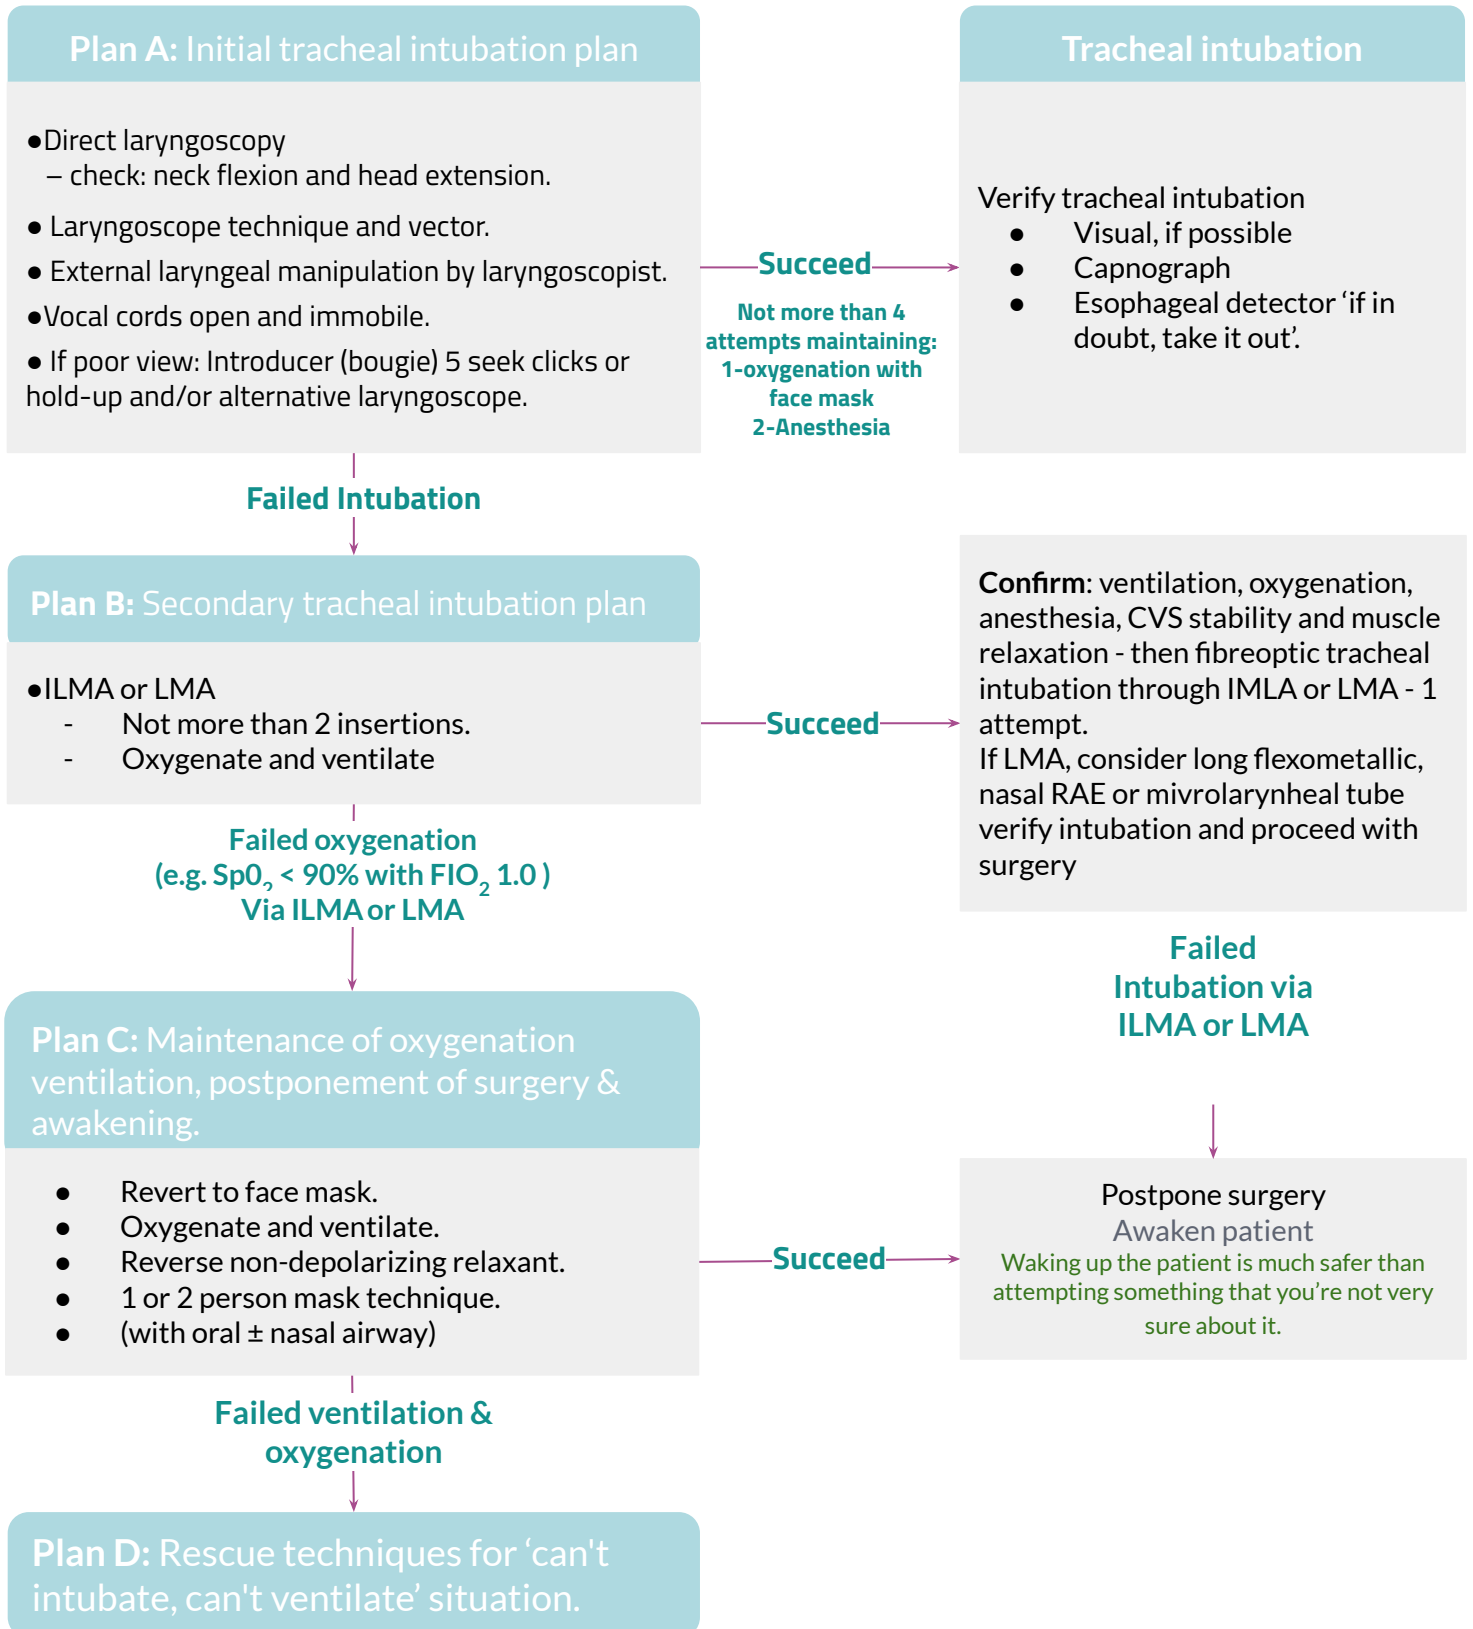 Plan A: Initial tracheal intubation plan
●Direct laryngoscopy
– check: neck flexion and head extension.
● Laryngoscope technique and vector.
● External laryngeal manipulation by laryngoscopist.
●Vocal cords open and immobile.
● If poor view: Introducer (bougie) 5 seek clicks or
hold-up and/or alternative laryngoscope.
Succeed
Not more than 4
attempts maintaining:
1-oxygenation with
face mask
2-Anesthesia
Tracheal intubation
Verify tracheal intubation
● Visual, if possible
● Capnograph
● Esophageal detector ‘if in
doubt, take it out’.
Failed Intubation
Plan B: Secondary tracheal intubation plan
●ILMA or LMA
- Not more than 2 insertions.
- Oxygenate and ventilate
Succeed
Confirm: ventilation, oxygenation,
anesthesia, CVS stability and muscle
relaxation - then fibreoptic tracheal
intubation through IMLA or LMA - 1
attempt.
If LMA, consider long flexometallic,
nasal RAE or mivrolarynheal tube
verify intubation and proceed with
surgery
Failed oxygenation
(e.g. Sp0₂ < 90% with FIO₂ 1.0 )
Via ILMA or LMA
Failed
Intubation via
ILMA or LMA
Plan C: Maintenance of oxygenation
ventilation, postponement of surgery &
awakening.
● Revert to face mask.
● Oxygenate and ventilate.
● Reverse non-depolarizing relaxant.
● 1 or 2 person mask technique.
● (with oral ± nasal airway)
Succeed
Postpone surgery
Awaken patient
Waking up the patient is much safer than
attempting something that you’re not very
sure about it.
Failed ventilation &
oxygenation
Plan D: Rescue techniques for ‘can't
intubate, can't ventilate’ situation.